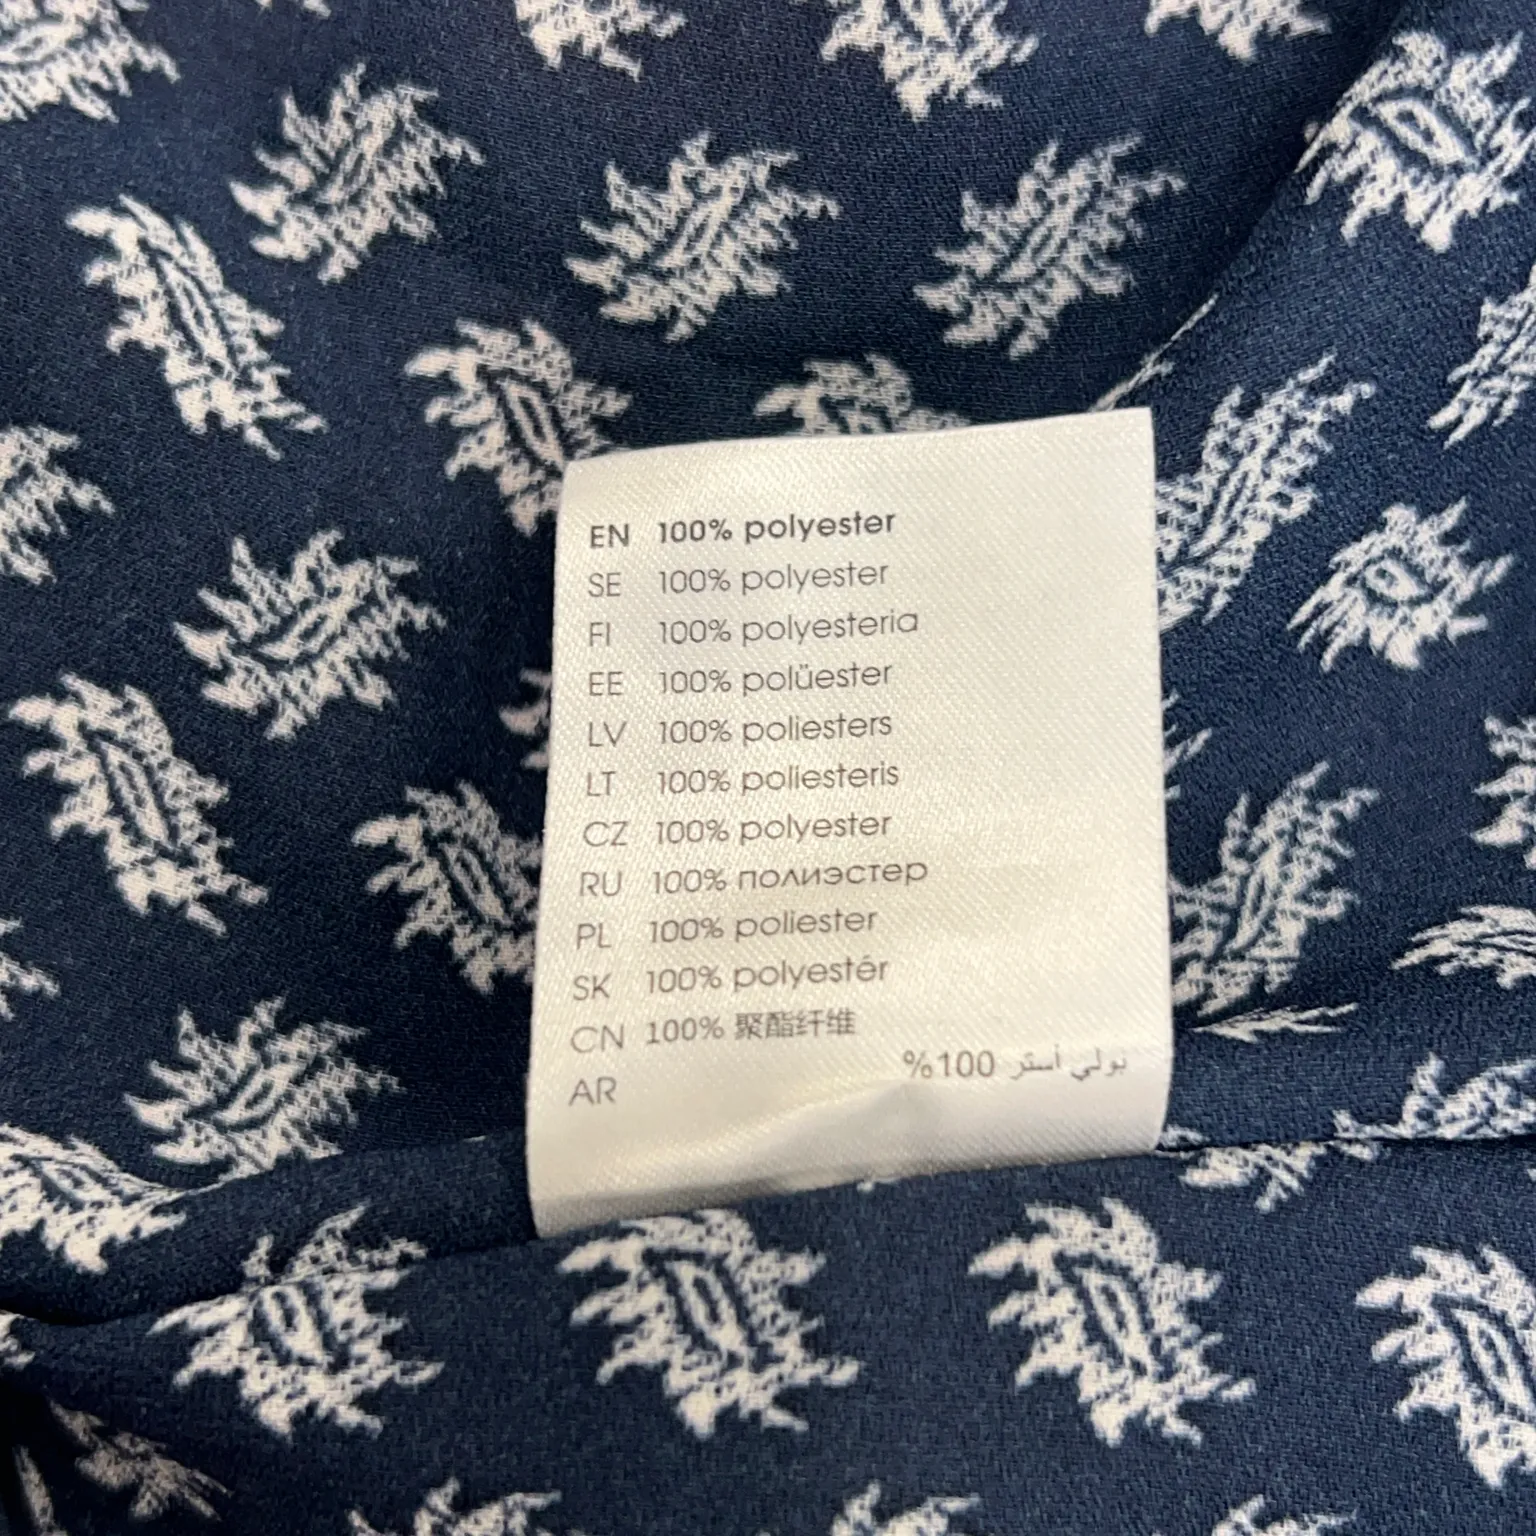 EN 100% polyester
SE 100% polyester
FI 100% polyesteria
EE 100% polüester
LV 100% poliesters
LT 100% poliesteris
CZ 100% polyester
RU 100% полиэстер
PL 100% poliester
SK 100% polyestér
CN 100% 聚酯纤维
AR بولي أستر 100%